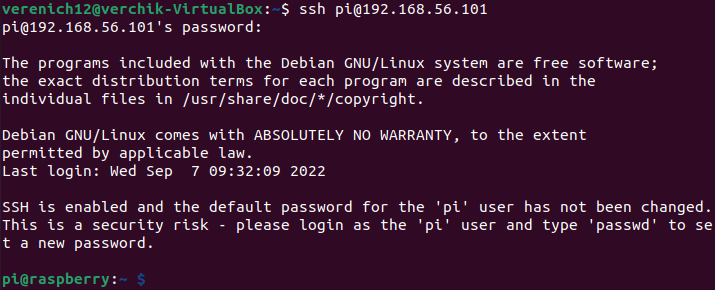 verenich12@verchik-VirtualBox:~$ ssh pi@192.168.56.101
pi@192.168.56.101's password:
The programs included with the Debian GNU/Linux system are free software;
the exact distribution terms for each program are described in the
individual files in /usr/share/doc/*/copyright.
Debian GNU/Linux comes with ABSOLUTELY NO WARRANTY, to the extent
permitted by applicable law.
Last login: Wed Sep  7 09:32:09 2022
SSH is enabled and the default password for the 'pi' user has not been changed.
This is a security risk - please login as the 'pi' user and type 'passwd' to se
t a new password.
pi@raspberry:~ $